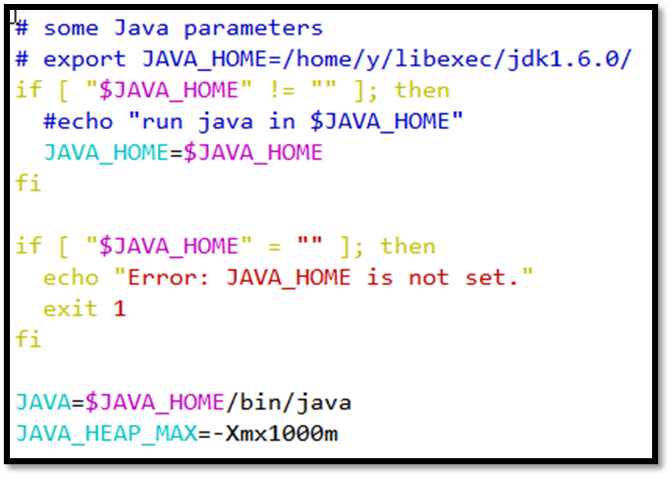 # some Java parameters
# export JAVA_HOME=/home/y/libexec/jdk1.6.0/
if [ "$JAVA_HOME" != "" ]; then
  #echo "run java in $JAVA_HOME"
  JAVA_HOME=$JAVA_HOME
fi

if [ "$JAVA_HOME" = "" ]; then
  echo "Error: JAVA_HOME is not set."
  exit 1
fi

JAVA=$JAVA_HOME/bin/java
JAVA_HEAP_MAX=-Xmx1000m